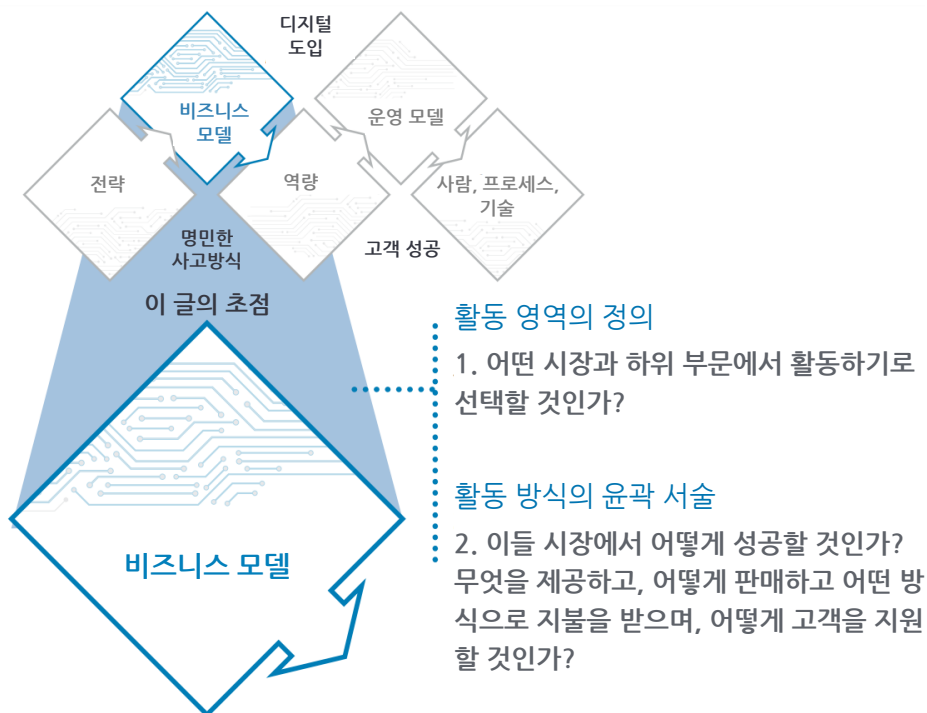 디지털
도입
비즈니스
모델
운영 모델
전략
역량
사람, 프로세스,
기술
명민한
사고방식
고객 성공
이 글의 초점
활동 영역의 정의
1. 어떤 시장과 하위 부문에서 활동하기로
선택할 것인가?
활동 방식의 윤곽 서술
2. 이들 시장에서 어떻게 성공할 것인가?
무엇을 제공하고, 어떻게 판매하고 어떤 방
식으로 지불을 받으며, 어떻게 고객을 지원
할 것인가?
비즈니스 모델